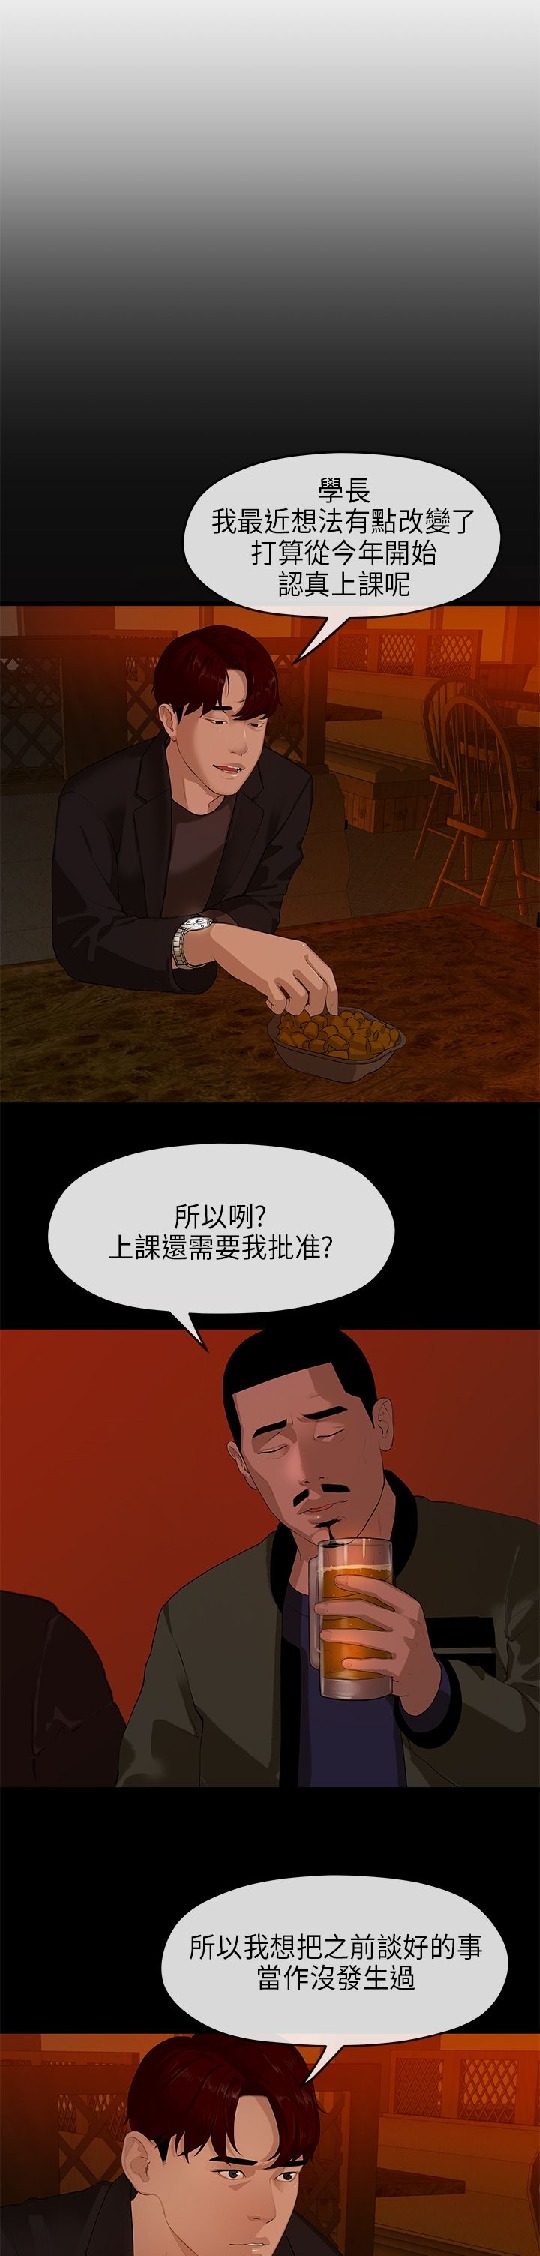 學長
我最近想法有點改變了
打算從今年開始
認真上課呢
所以咧?
上課還需要我批准?
所以我想把之前談好的事
當作沒發生過